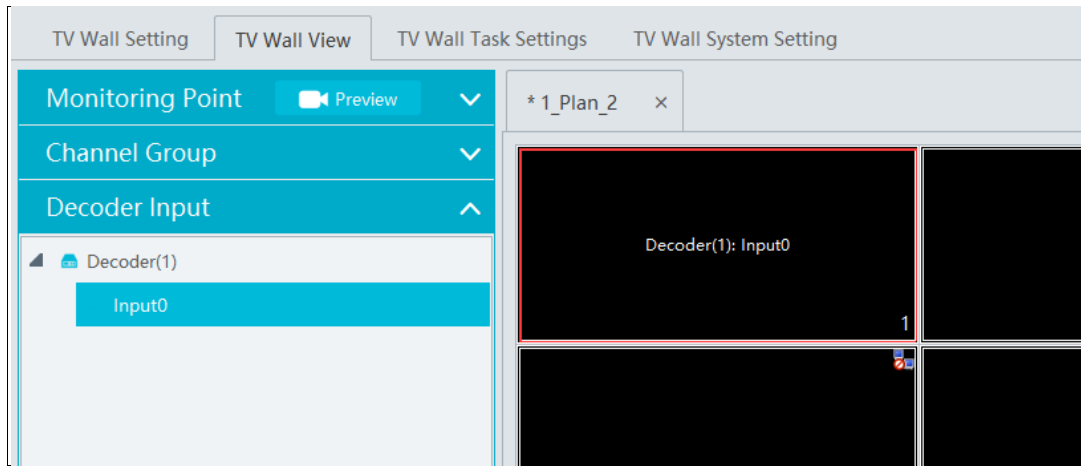 TV Wall Setting
TV Wall View
TV Wall Task Settings
TV Wall System Setting
Monitoring Point
Preview
Channel Group
Decoder Input
Decoder(1)
Input0
* 1_Plan_2 ×
Decoder(1): Input0
1